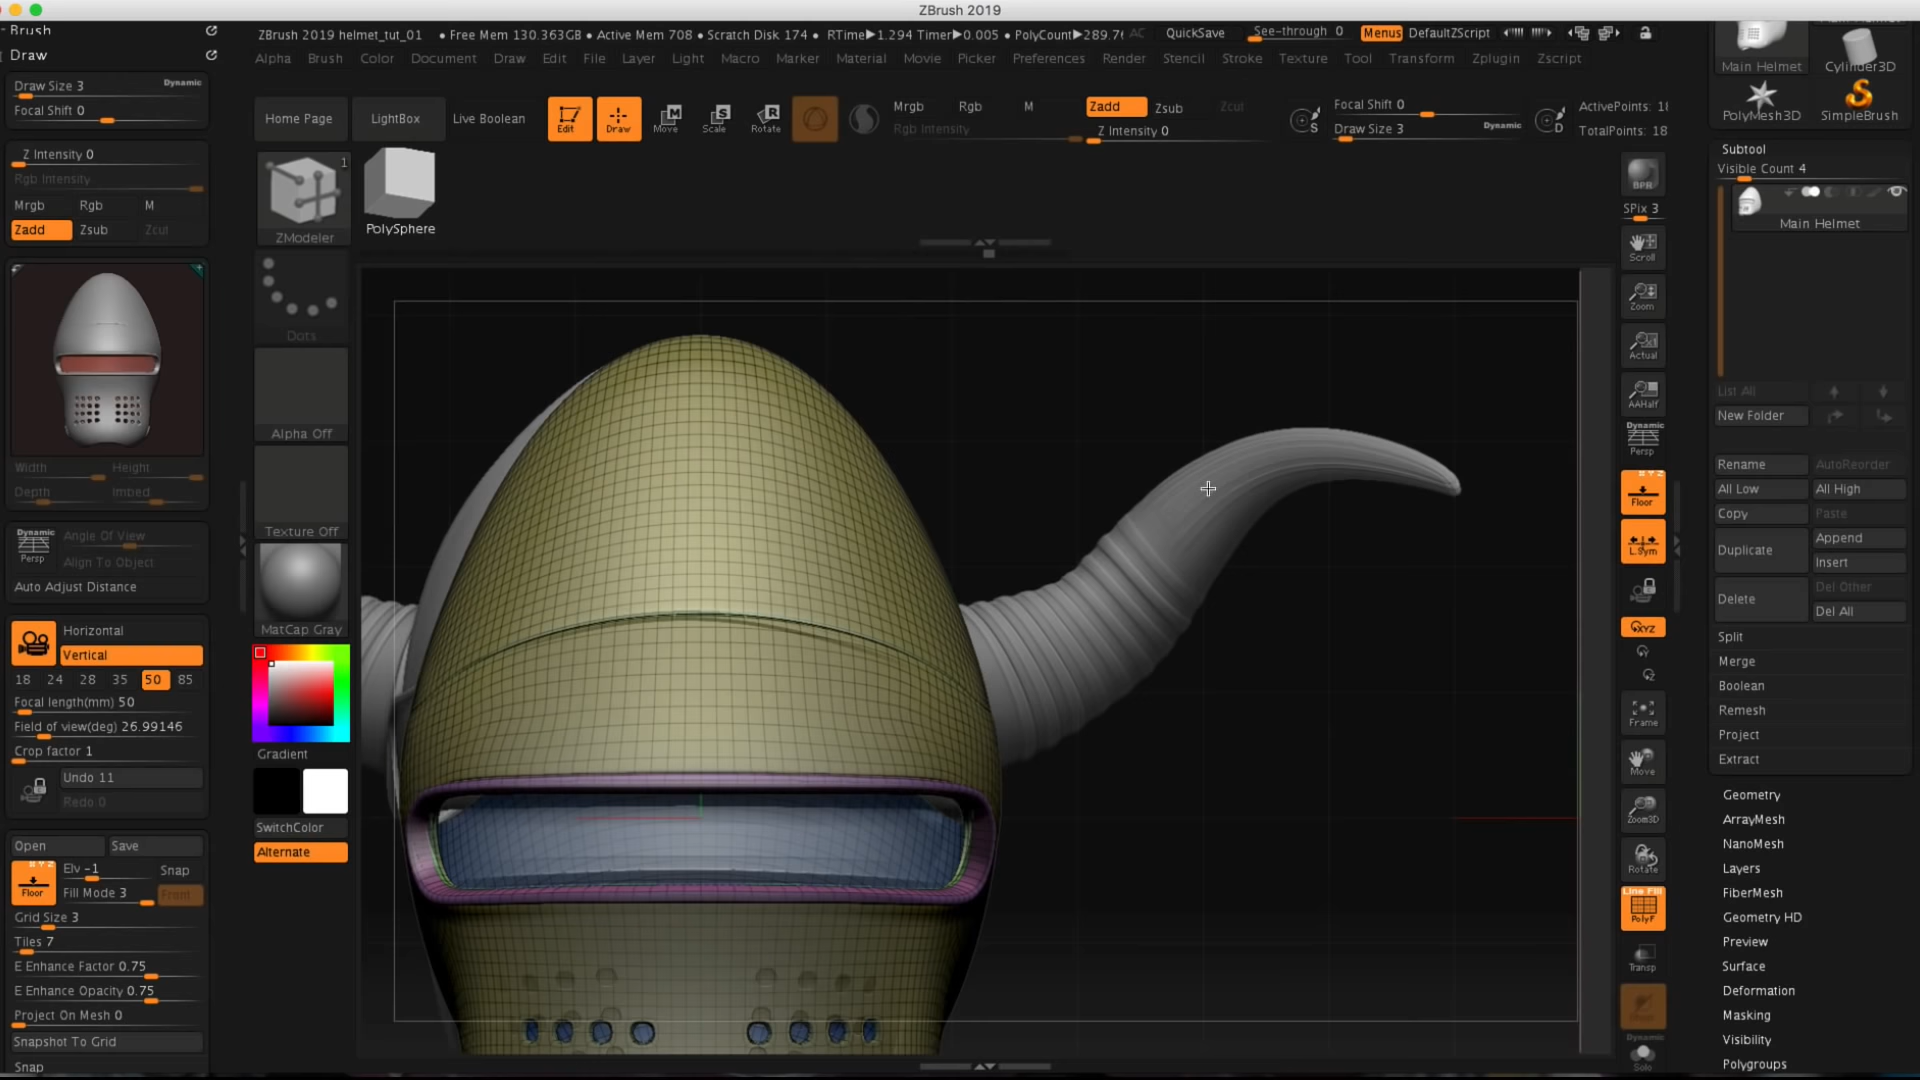 ZBrush 2019
Brush
Draw
Draw Size 3
Dynamic
Focal Shift 0
Z Intensity 0
Rgb Intensity
Mrgb Rgb M
Zadd Zsub Zcut
Width Height
Depth Imbed
Dynamic
Persp
Angle Of View
Align To Object
Auto Adjust Distance
Horizontal
Vertical
18 24 28 35 50 85
Focal length(mm) 50
Field of view(deg) 26.99146
Crop factor 1
Undo 11
Redo 0
Open Save
Floor
Elv -1 Snap
Fill Mode 3 Front
Grid Size 3
Tiles 7
E Enhance Factor 0.75
E Enhance Opacity 0.75
Project On Mesh 0
Snapshot To Grid
Snap
ZBrush 2019 helmet_tut_01 • Free Mem 130.363GB • Active Mem 708 • Scratch Disk 174 • RTime▶1.294 Timer▶0.005 • PolyCount▶289.7 AC QuickSave See-through 0 Menus DefaultZScript
Alpha Brush Color Document Draw Edit File Layer Light Macro Marker Material Movie Picker Preferences Render Stencil Stroke Texture Tool Transform Zplugin Zscript
Home Page LightBox Live Boolean Edit Draw Move Scale Rotate
Mrgb Rgb M Zadd Zsub Zcut
Rgb Intensity Z Intensity 0
Focal Shift 0
Draw Size 3 Dynamic
ActivePoints: 18
TotalPoints: 18
1
ZModeler
PolySphere
Dots
Alpha Off
Texture Off
MatCap Gray
Gradient
SwitchColor
Alternate
BPR
SPix 3
Scroll
Zoom
Actual
AAHalf
Dynamic
Persp
Floor
L.Sym
XYZ
Frame
Move
Zoom3D
Rotate
Line Fill
PolyF
Transp
Dynamic
Solo
Main Helmet
Cylinder3D
PolyMesh3D
SimpleBrush
Subtool
Visible Count 4
Main Helmet
List All
New Folder
Rename AutoReorder
All Low All High
Copy Paste
Duplicate Append
Insert
Delete Del Other
Del All
Split
Merge
Boolean
Remesh
Project
Extract
Geometry
ArrayMesh
NanoMesh
Layers
FiberMesh
Geometry HD
Preview
Surface
Deformation
Masking
Visibility
Polygroups